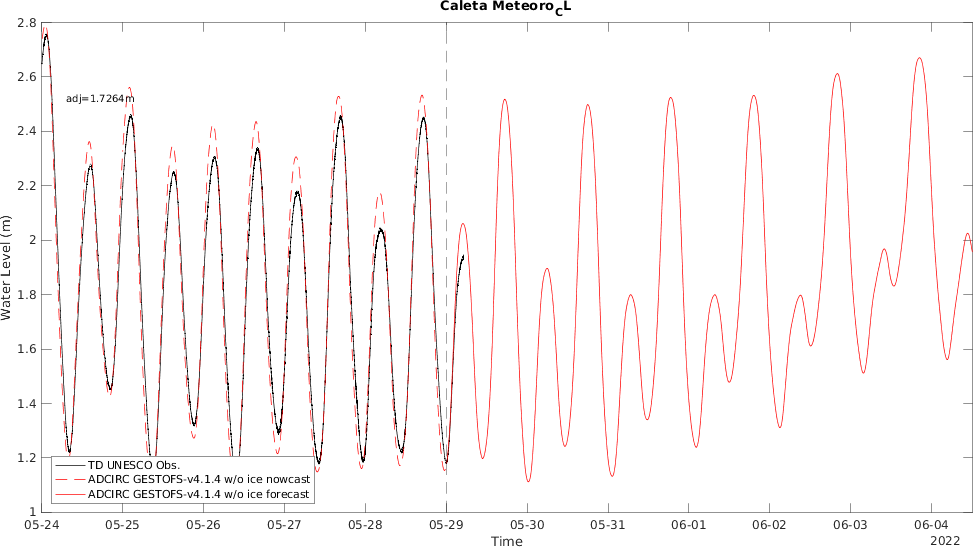 Caleta Meteoro_CL
2.8
2.6
2.4
2.2
2
1.8
1.6
1.4
1.2
1
Water Level (m)
adj=1.7264m
TD UNESCO Obs.
ADCIRC GESTOFS-v4.1.4 w/o ice nowcast
ADCIRC GESTOFS-v4.1.4 w/o ice forecast
05-24 05-25 05-26 05-27 05-28 05-29 05-30 05-31 06-01 06-02 06-03 06-04
Time
2022